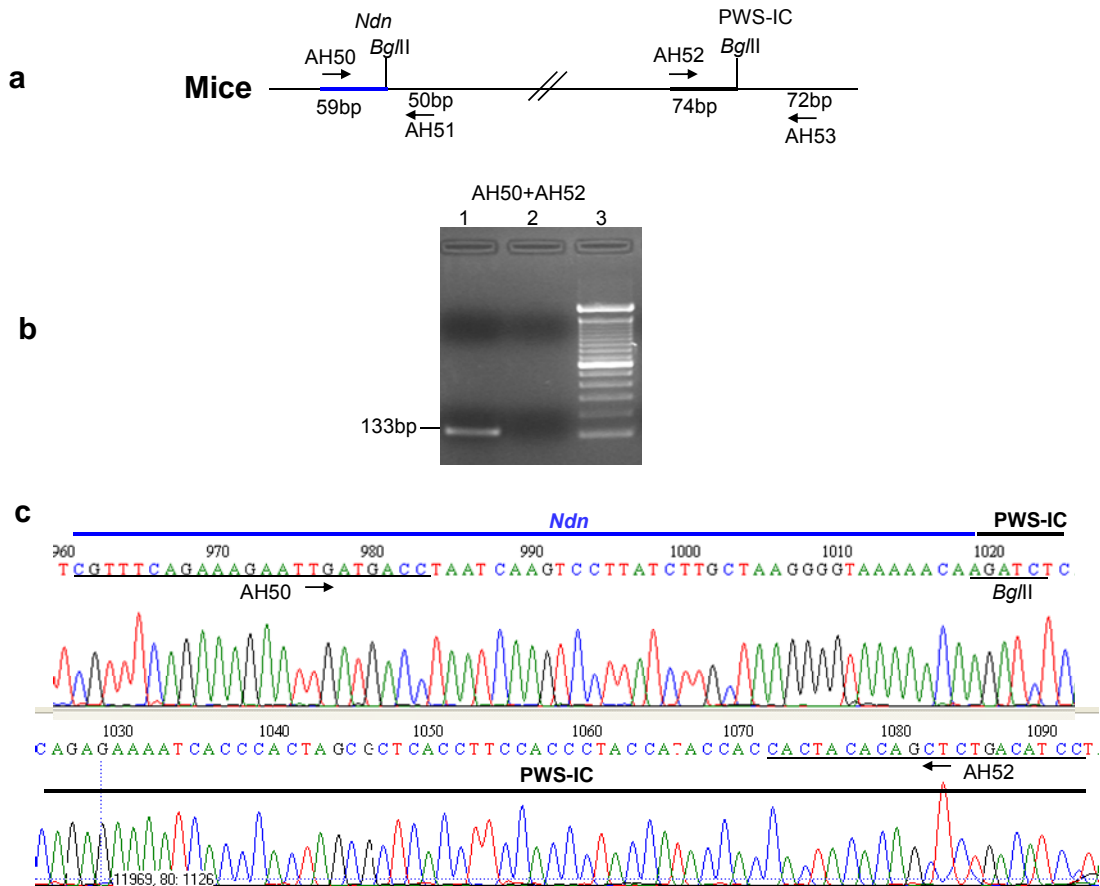 a
Mice
Ndn
BglII
AH50
59bp
50bp
AH51
PWS-IC
BglII
AH52
74bp
72bp
AH53
b
AH50+AH52
1 2 3
133bp
c
Ndn
PWS-IC
960 970 980 990 1000 1010 1020
TCGTTTCAGAAAGAATTGATGACCTAATCAAGTCCTTATCTTGCTAAGGGGTAAAAACAAGATCTC
AH50
BglII
1030 1040 1050 1060 1070 1080 1090
CAGAGAAAATCACCCACTAGCGCTCACCTTCCACCCTACCATACCACCACTACACAGCTCTGACATCCT
PWS-IC
AH52
11969, 80: 1126